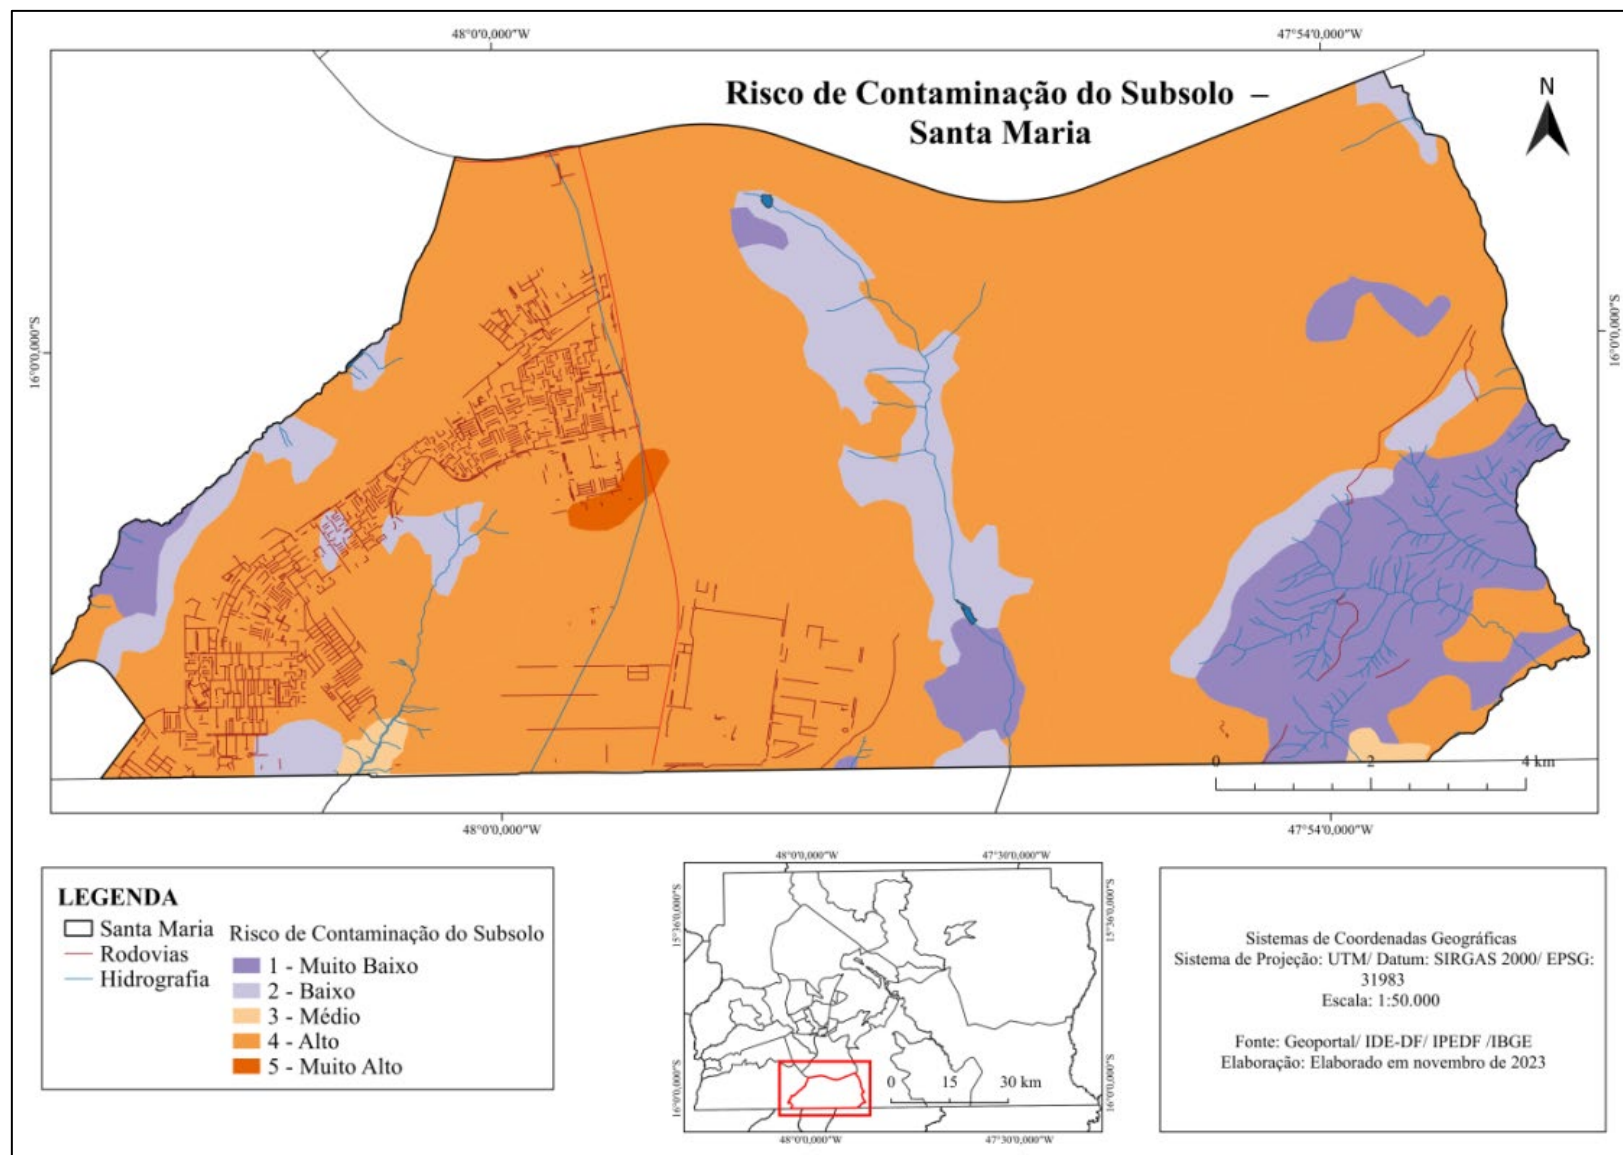 48°0'0,000"W
47°54'0,000"W
Risco de Contaminação do Subsolo –
Santa Maria
N
16°0'0,000"S
16°0'0,000"S
0
2
4 km
48°0'0,000"W
47°54'0,000"W
LEGENDA
Santa Maria
Rodovias
Hidrografia
Risco de Contaminação do Subsolo
1 - Muito Baixo
2 - Baixo
3 - Médio
4 - Alto
5 - Muito Alto
48°0'0,000"W
47°30'0,000"W
15°36'0,000"S
15°36'0,000"S
16°0'0,000"S
16°0'0,000"S
0
15
30 km
48°0'0,000"W
47°30'0,000"W
Sistemas de Coordenadas Geográficas
Sistema de Projeção: UTM/ Datum: SIRGAS 2000/ EPSG:
31983
Escala: 1:50.000
Fonte: Geoportal/ IDE-DF/ IPEDF /IBGE
Elaboração: Elaborado em novembro de 2023